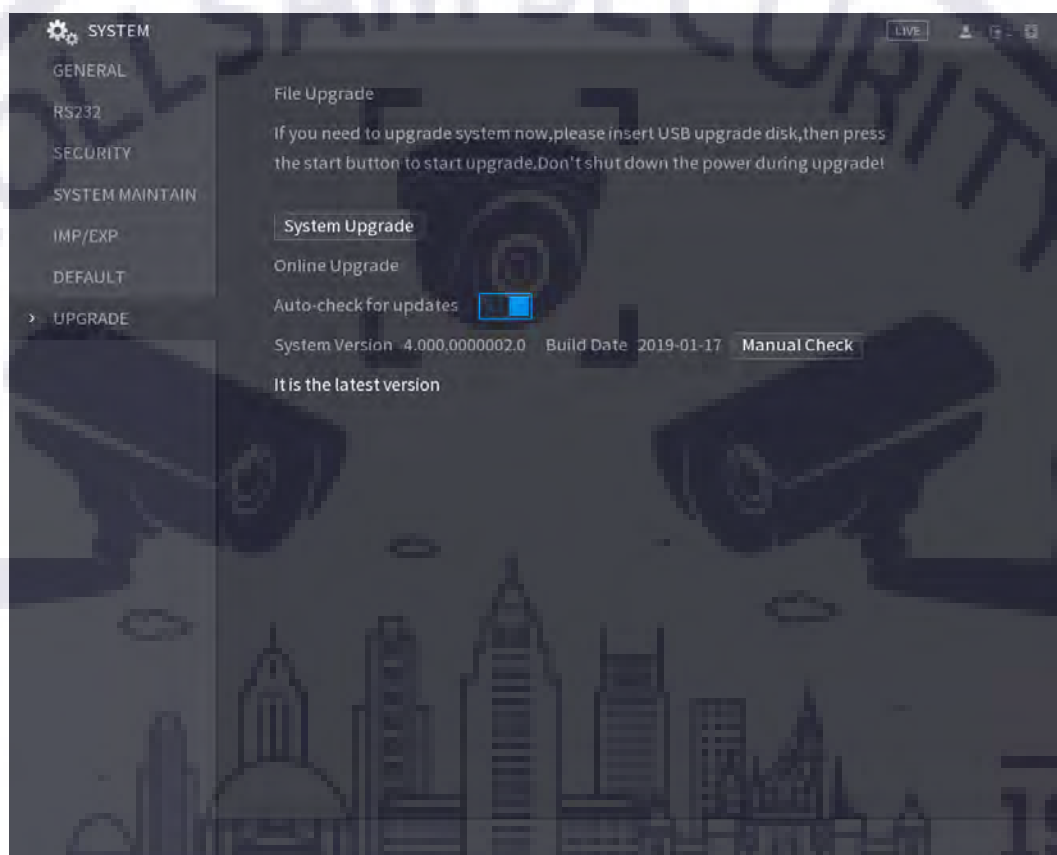 SYSTEM
LIVE
GENERAL
RS232
SECURITY
SYSTEM MAINTAIN
IMP/EXP
DEFAULT
UPGRADE
File Upgrade
If you need to upgrade system now,please insert USB upgrade disk,then press
the start button to start upgrade.Don't shut down the power during upgrade!
System Upgrade
Online Upgrade
Auto-check for updates
System Version 4.000.0000002.0 Build Date 2019-01-17 Manual Check
It is the latest version
SECURITY